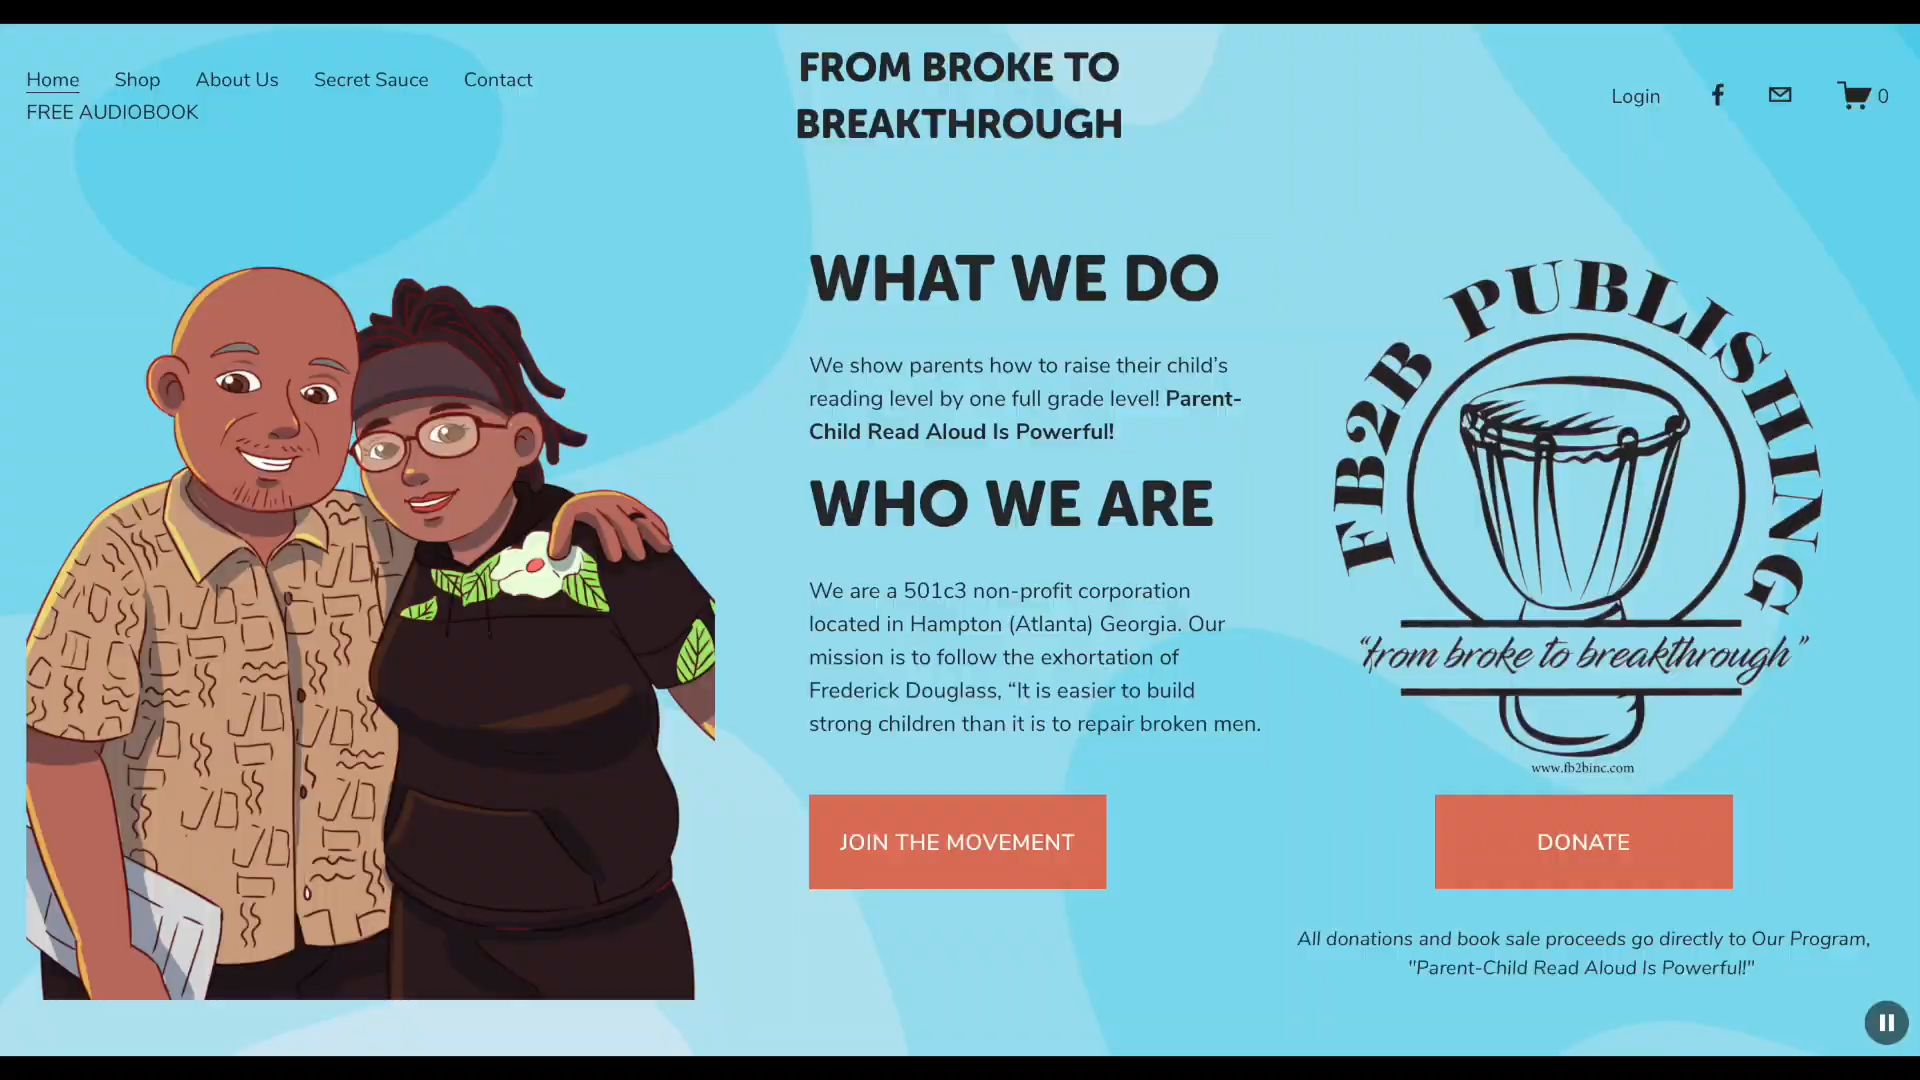 Home Shop About Us Secret Sauce Contact
FREE AUDIOBOOK
FROM BROKE TO
BREAKTHROUGH
Login
0
WHAT WE DO
We show parents how to raise their child’s
reading level by one full grade level! Parent-
Child Read Aloud Is Powerful!
WHO WE ARE
We are a 501c3 non-profit corporation
located in Hampton (Atlanta) Georgia. Our
mission is to follow the exhortation of
Frederick Douglass, “It is easier to build
strong children than it is to repair broken men.
JOIN THE MOVEMENT
FB2B PUBLISHING
“from broke to breakthrough”
www.fb2binc.com
DONATE
All donations and book sale proceeds go directly to Our Program,
"Parent-Child Read Aloud Is Powerful!"